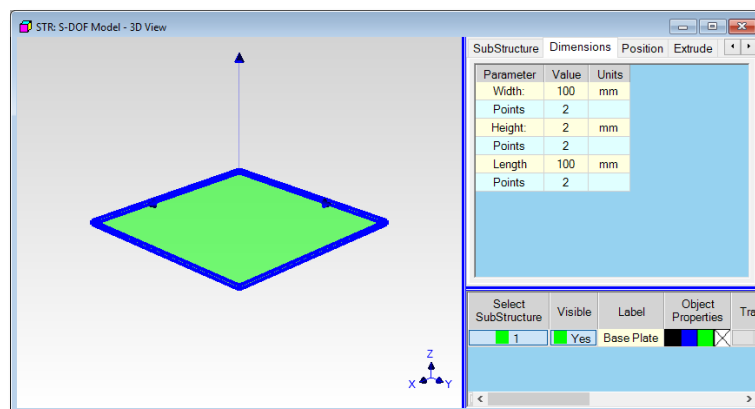 STR: S-DOF Model - 3D View
SubStructure Dimensions Position Extrude
Parameter Value Units
Width: 100 mm
Points 2
Height: 2 mm
Points 2
Length 100 mm
Points 2
Z
X Y
Select SubStructure Visible Label Object Properties Tra
1 Yes Base Plate